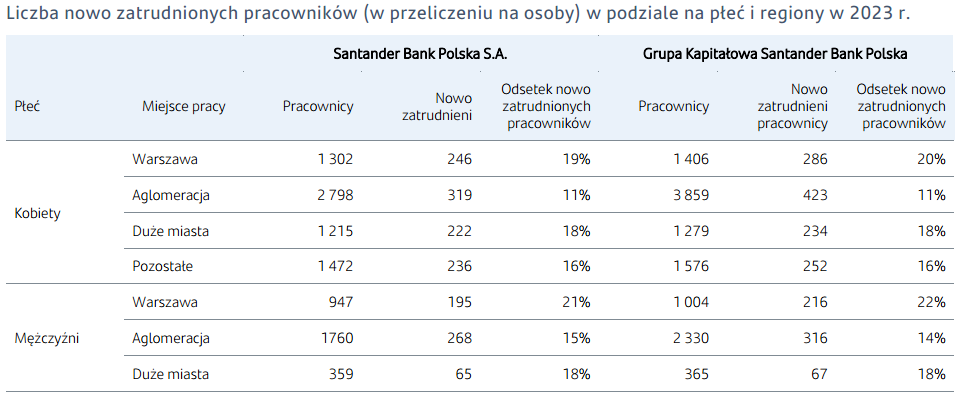 Liczba nowo zatrudnionych pracowników (w przeliczeniu na osoby) w podziale na płeć i regiony w 2023 r.
Santander Bank Polska S.A. Grupa Kapitałowa Santander Bank Polska
Płeć Miejsce pracy Pracownicy Nowo zatrudnieni Odsetek nowo zatrudnionych pracowników Pracownicy Nowo zatrudnieni pracownicy Odsetek nowo zatrudnionych pracowników
Kobiety
Warszawa 1 302 246 19% 1 406 286 20%
Aglomeracja 2 798 319 11% 3 859 423 11%
Duże miasta 1 215 222 18% 1 279 234 18%
Pozostałe 1 472 236 16% 1 576 252 16%
Mężczyźni
Warszawa 947 195 21% 1 004 216 22%
Aglomeracja 1760 268 15% 2 330 316 14%
Duże miasta 359 65 18% 365 67 18%